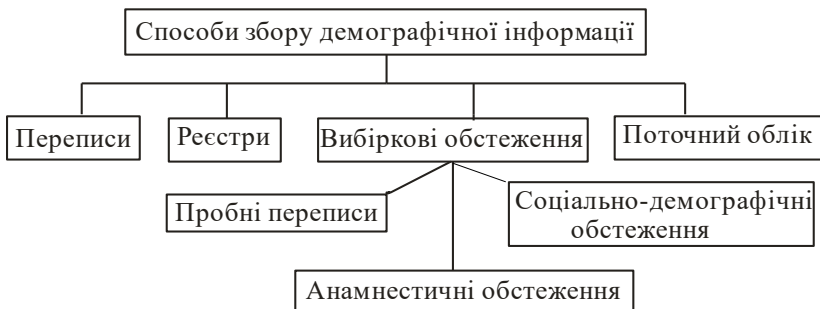 Способи збору демографічної інформації
Переписи
Реєстри
Вибіркові обстеження
Поточний облік
Пробні переписи
Соціально-демографічні
обстеження
Анамнестичні обстеження